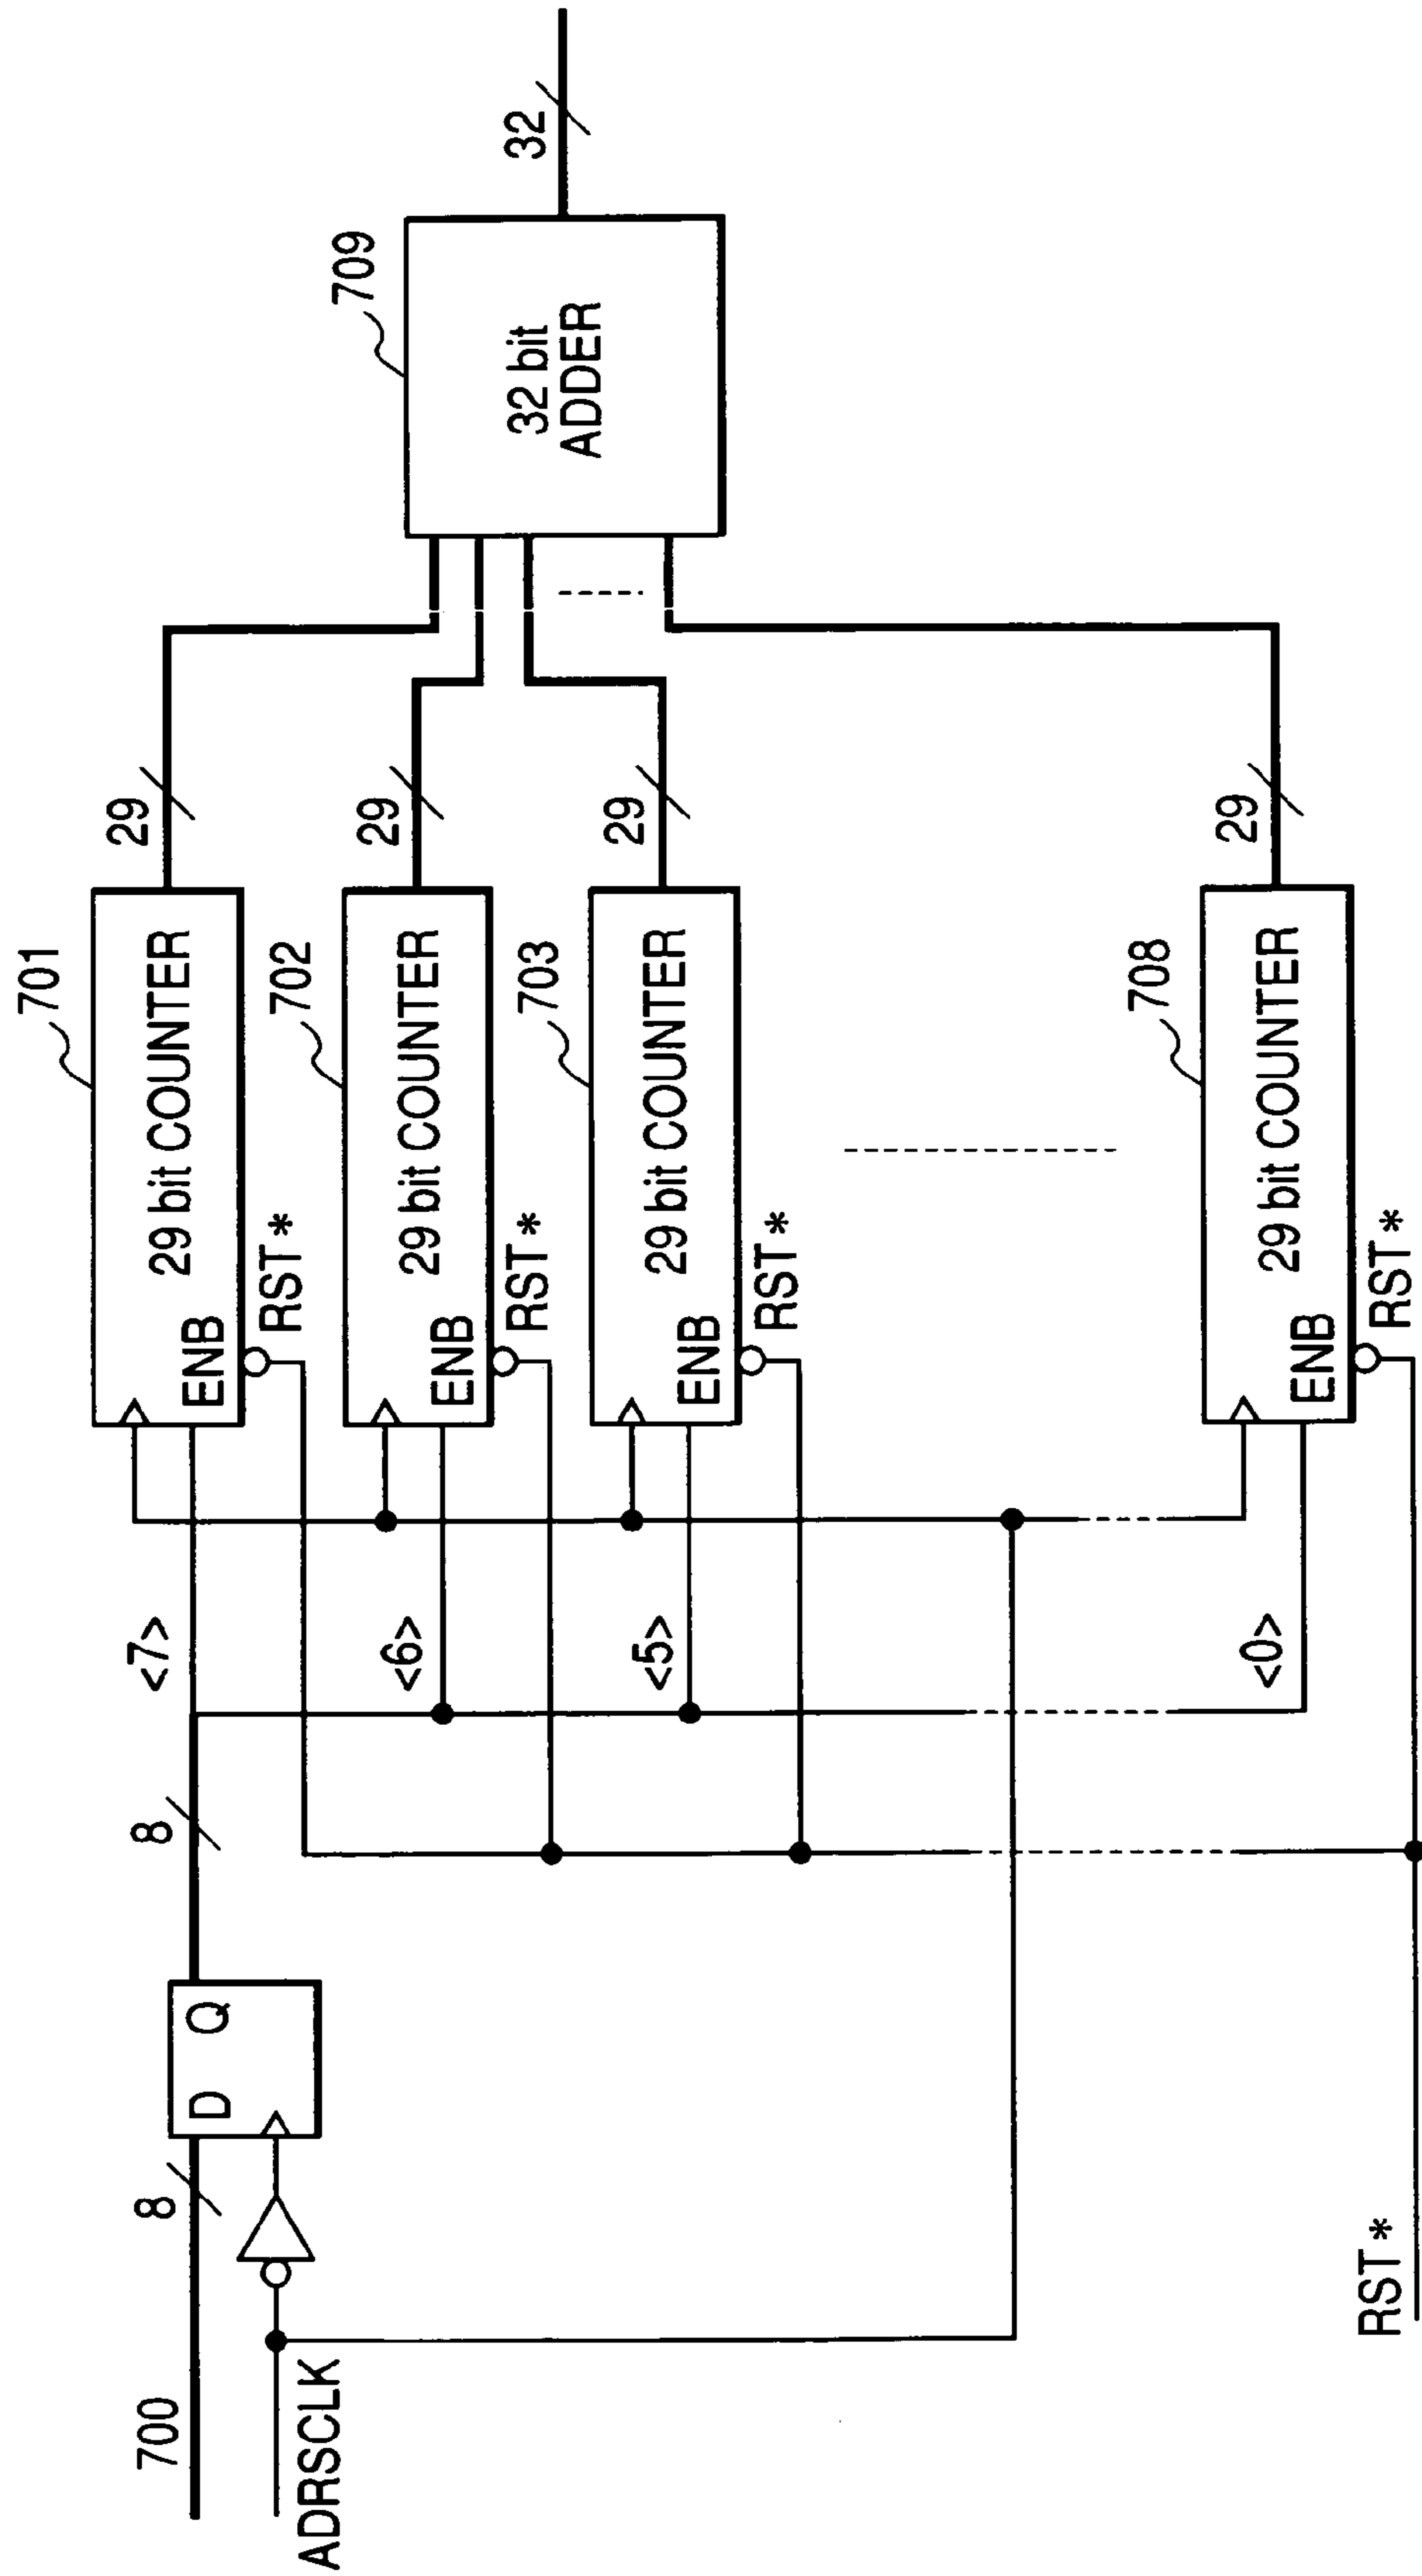 700
8
ADRSCLK
D Q
8
<7>
<6>
<5>
<0>
701
29 bit COUNTER
ENB
RST*
29
702
29 bit COUNTER
ENB
RST*
29
703
29 bit COUNTER
ENB
RST*
29
708
29 bit COUNTER
ENB
RST*
29
709
32 bit
ADDER
32
RST*